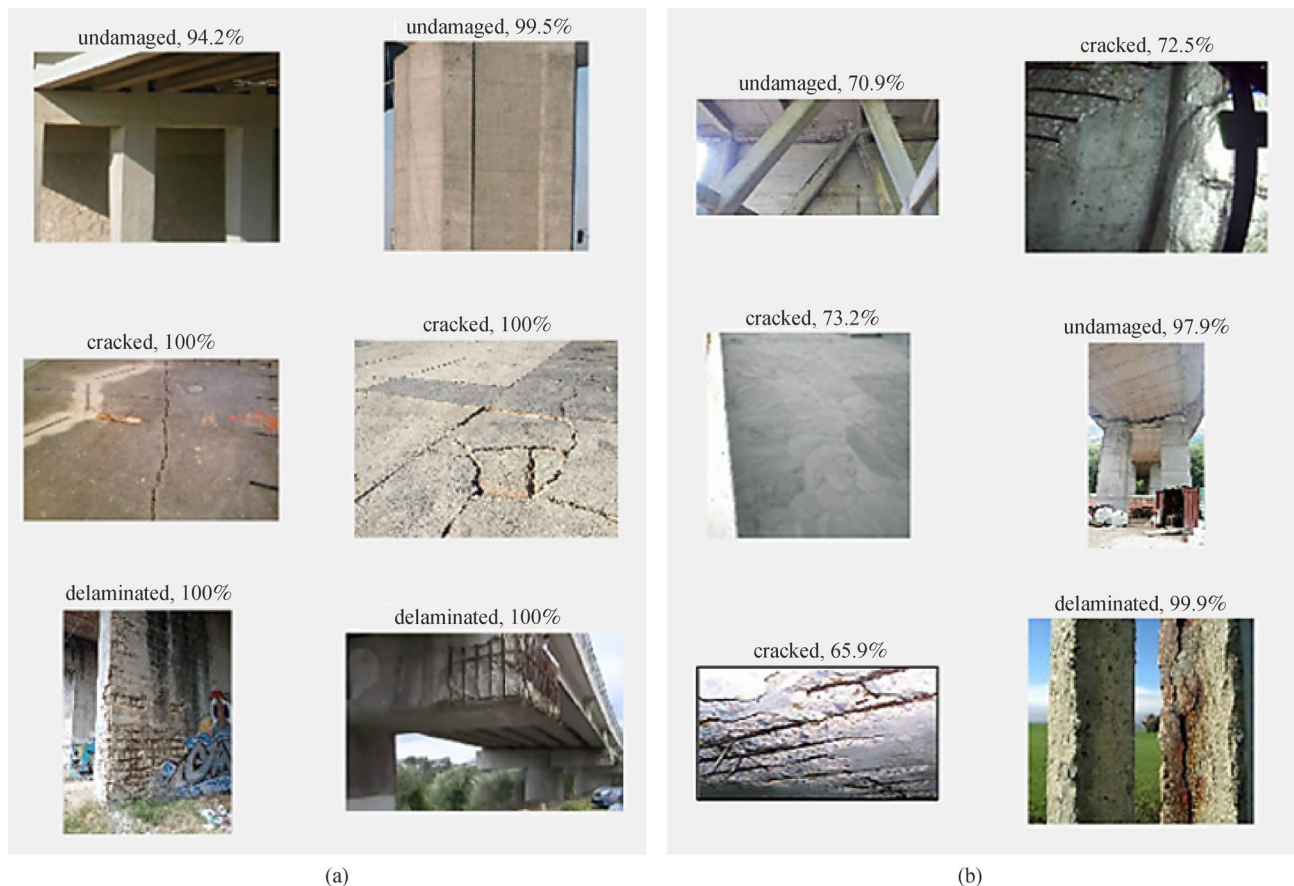 undamaged, 94.2%
undamaged, 99.5%
cracked, 100%
cracked, 100%
delaminated, 100%
delaminated, 100%
(a)
undamaged, 70.9%
cracked, 72.5%
cracked, 73.2%
undamaged, 97.9%
cracked, 65.9%
delaminated, 99.9%
(b)